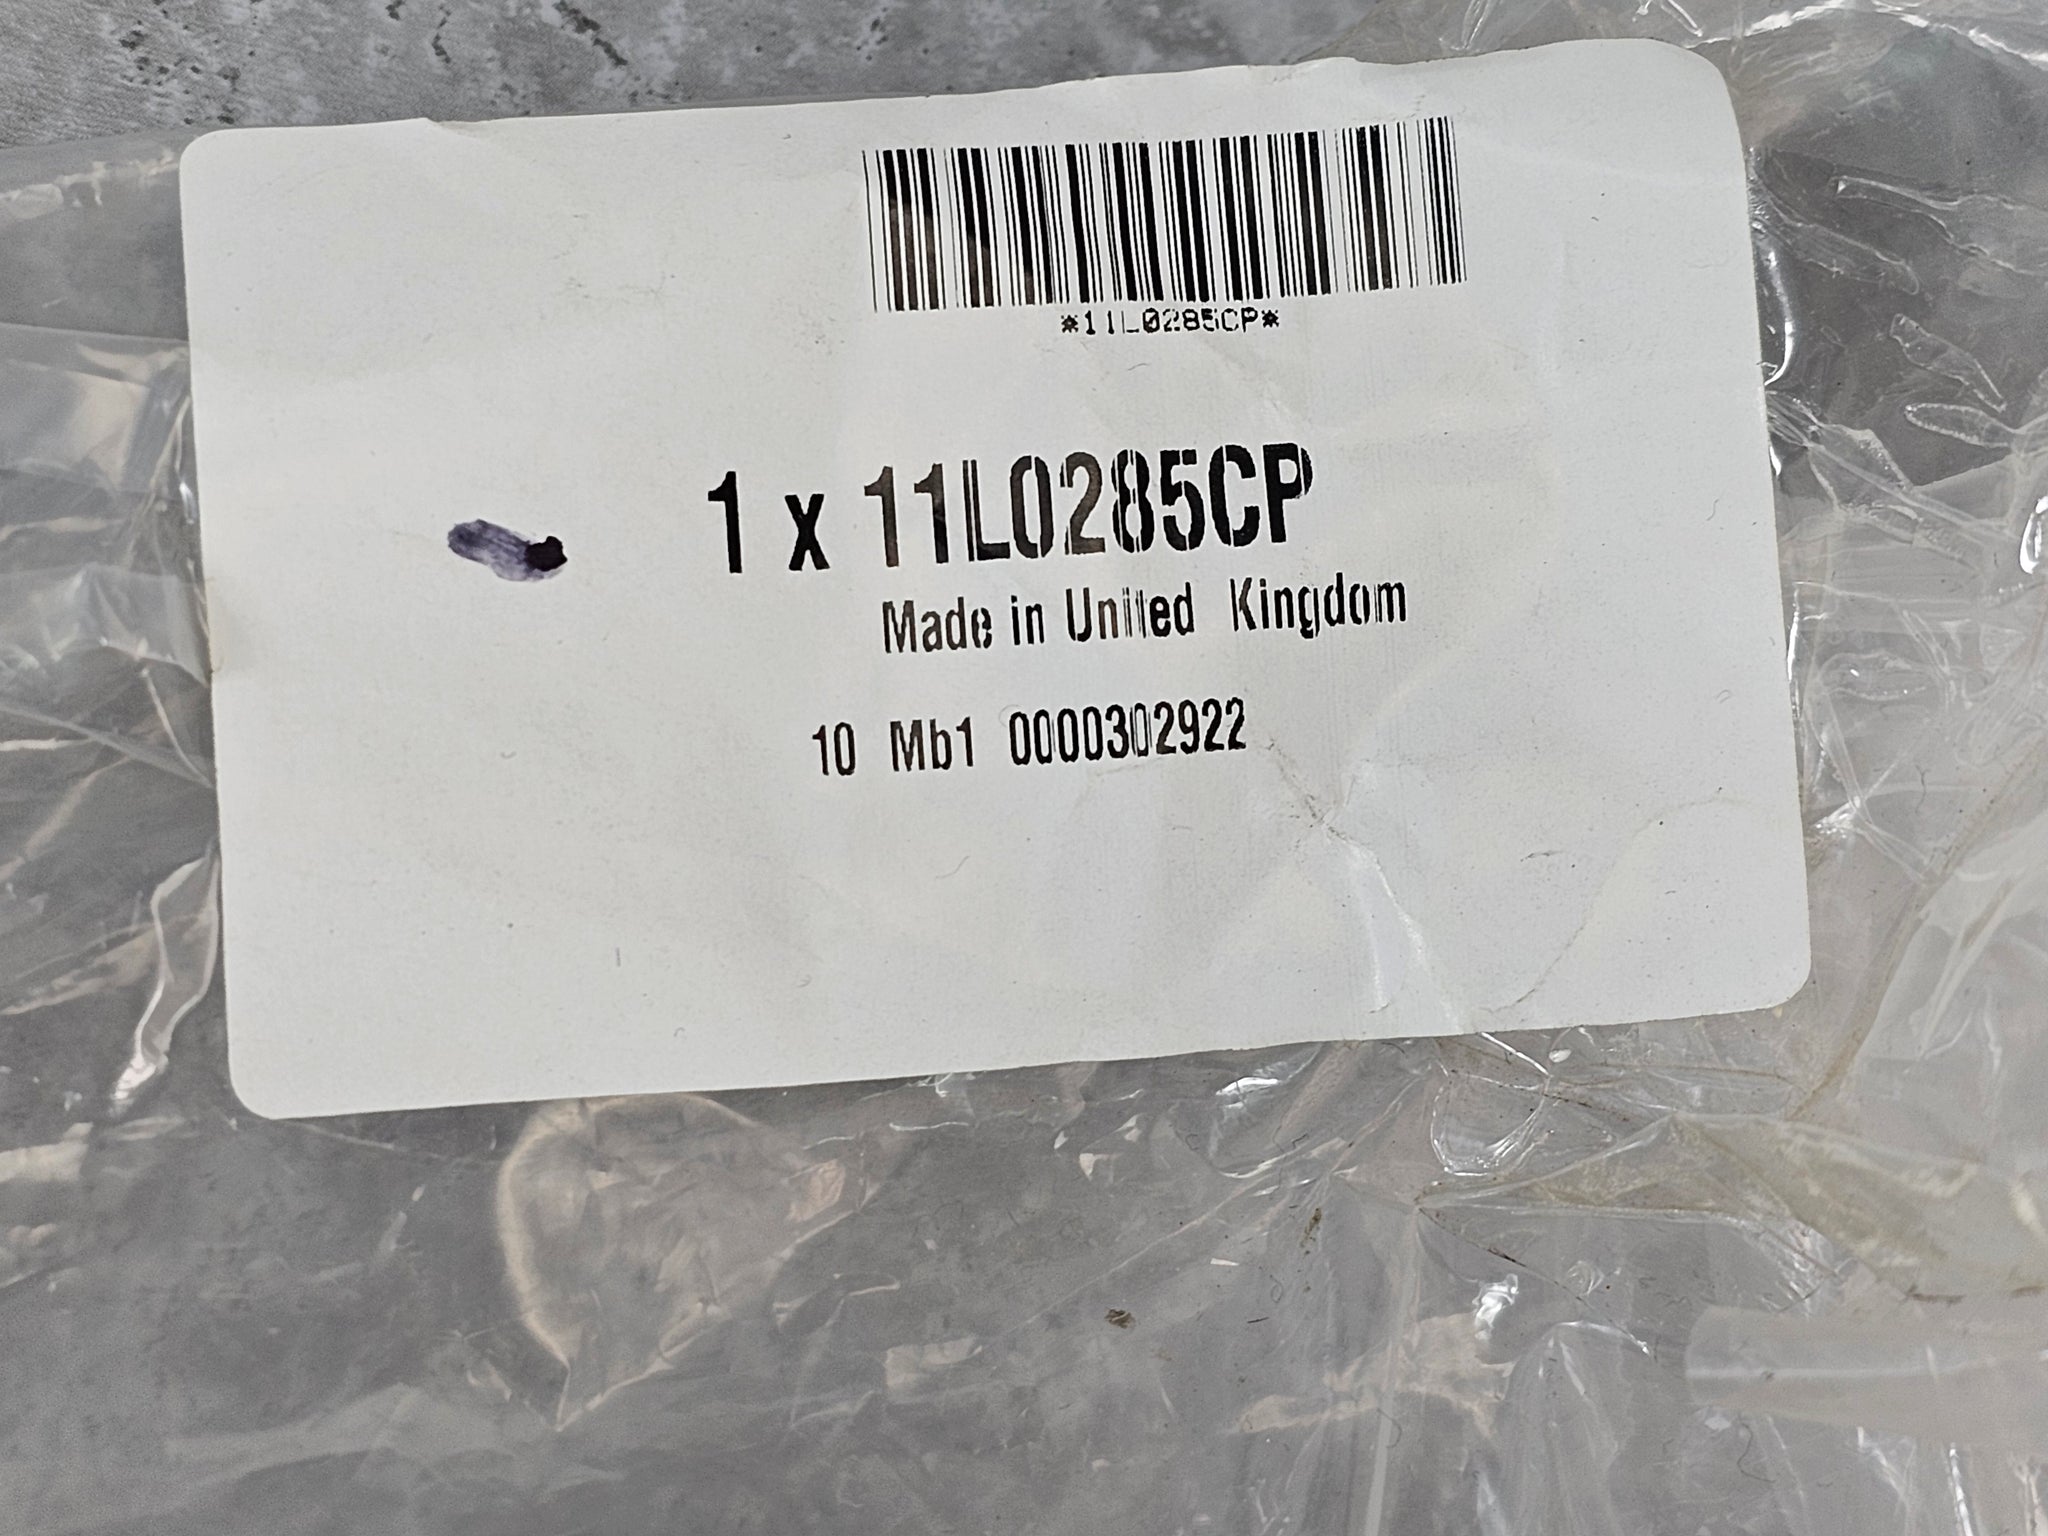 *11L0285CP*
1 x 11L0285CP
Made in United Kingdom
10 Mb1 0000302922